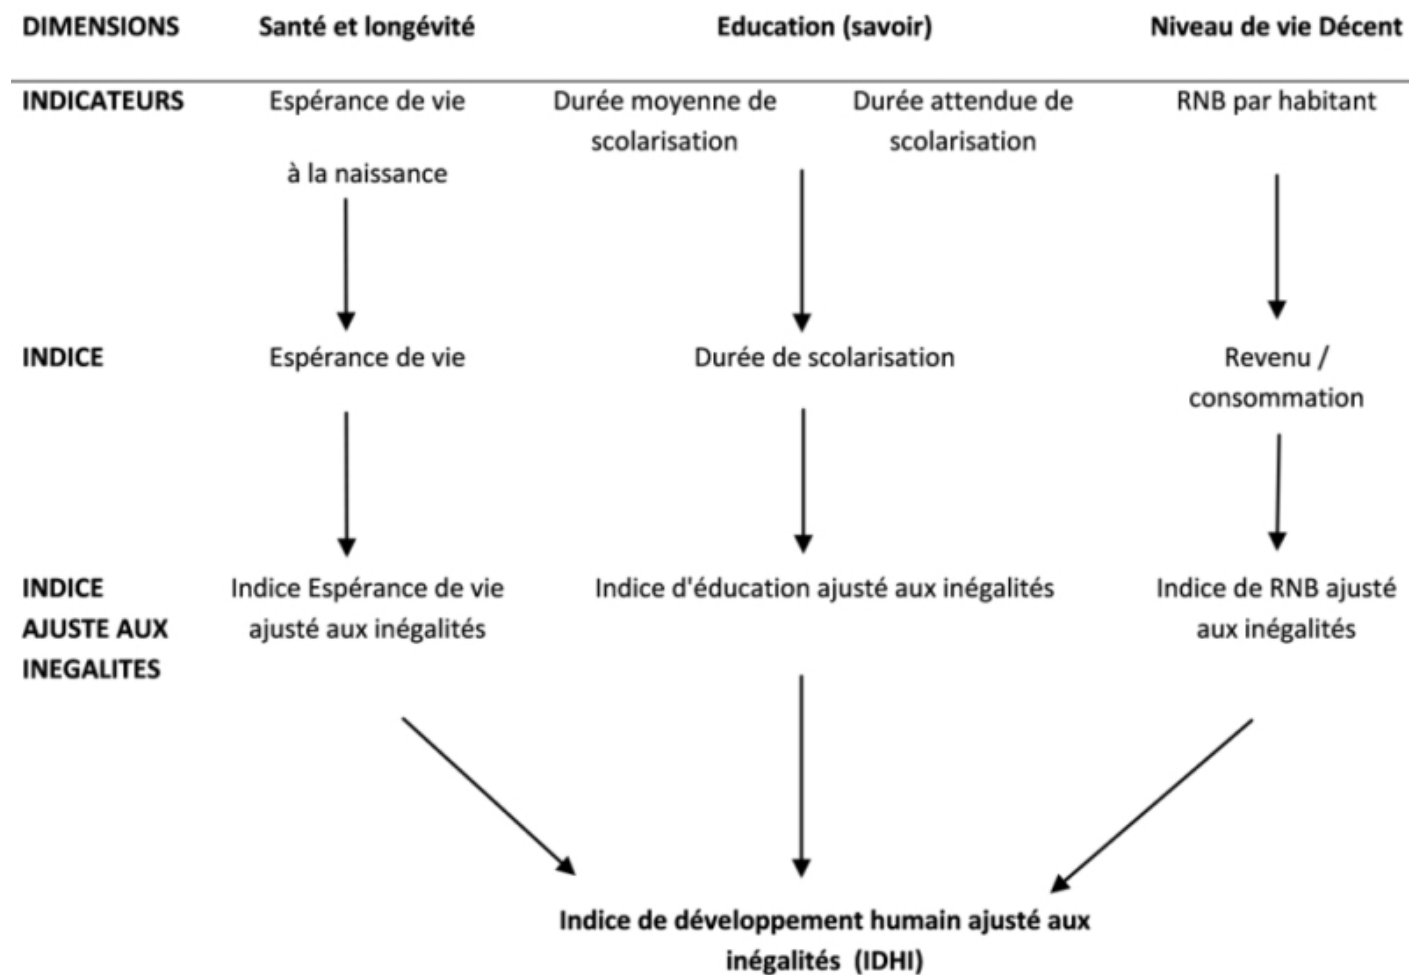 DIMENSIONS Santé et longévité Education (savoir) Niveau de vie Décent
INDICATEURS Espérance de vie Durée moyenne de Durée attendue de RNB par habitant
scolarisation scolarisation
à la naissance
INDICE Espérance de vie Durée de scolarisation Revenu /
consommation
INDICE Indice Espérance de vie Indice d'éducation ajusté aux inégalités Indice de RNB ajusté
AJUSTE AUX ajusté aux inégalités aux inégalités
INEGALITES
Indice de développement humain ajusté aux
inégalités (IDHI)